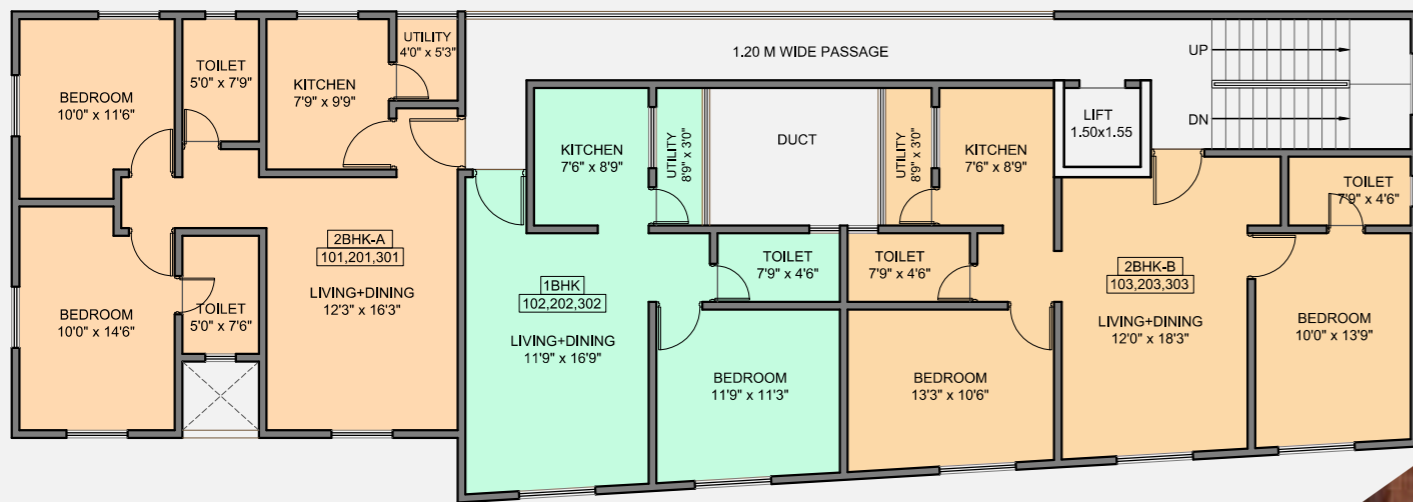 BEDROOM
10'0" x 11'6"
TOILET
5'0" x 7'9"
KITCHEN
7'9" x 9'9"
UTILITY
4'0" x 5'3"
1.20 M WIDE PASSAGE
UP
DN
LIFT
1.50x1.55
KITCHEN
7'6" x 8'9"
UTILITY
8'9" x 3'0"
DUCT
UTILITY
8'9" x 3'0"
KITCHEN
7'6" x 8'9"
TOILET
7'9" x 4'6"
2BHK-A
101,201,301
LIVING+DINING
12'3" x 16'3"
BEDROOM
10'0" x 14'6"
TOILET
5'0" x 7'6"
1BHK
102,202,302
LIVING+DINING
11'9" x 16'9"
TOILET
7'9" x 4'6"
BEDROOM
11'9" x 11'3"
TOILET
7'9" x 4'6"
BEDROOM
13'3" x 10'6"
2BHK-B
103,203,303
LIVING+DINING
12'0" x 18'3"
BEDROOM
10'0" x 13'9"